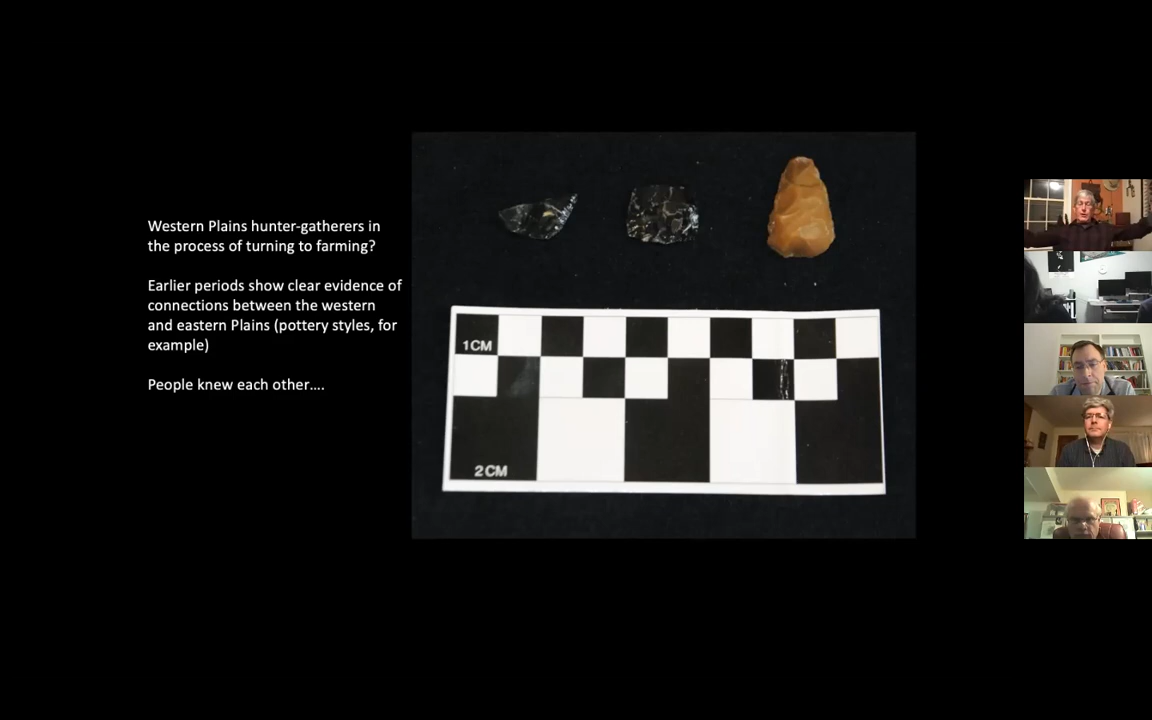 Western Plains hunter-gatherers in
the process of turning to farming?
Earlier periods show clear evidence of
connections between the western
and eastern Plains (pottery styles, for
example)
People knew each other....
1CM
2CM